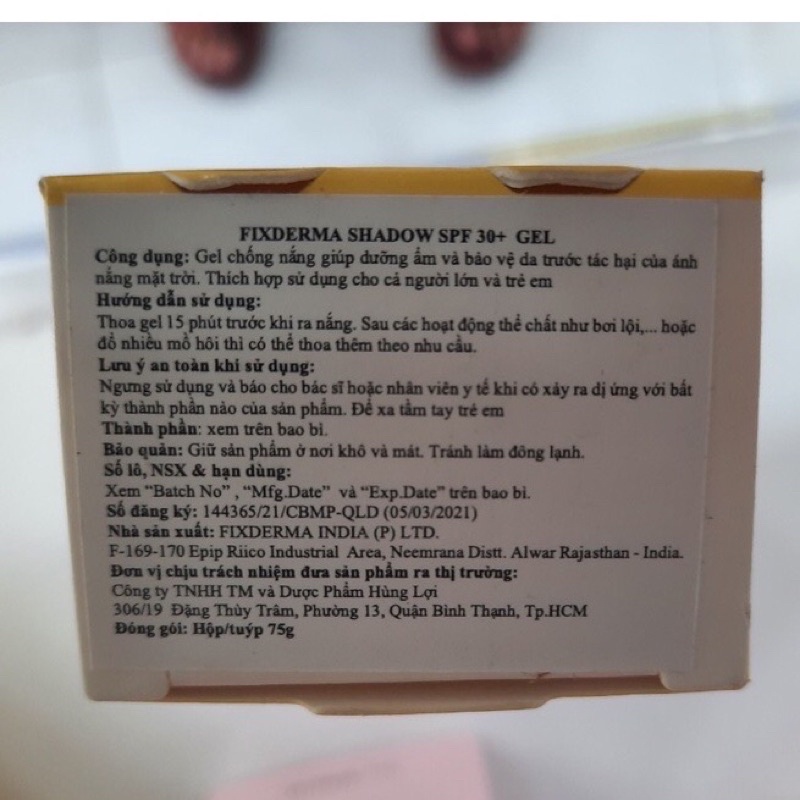 FIXDERMA SHADOW SPF 30+ GEL
Công dụng: Gel chống nắng giúp dưỡng ẩm và bảo vệ da trước tác hại của ánh
nắng mặt trời. Thích hợp sử dụng cho cả người lớn và trẻ em
Hướng dẫn sử dụng:
Thoa gel 15 phút trước khi ra nắng. Sau các hoạt động thể chất như bơi lội,... hoặc
đổ nhiều mồ hôi thì có thể thoa thêm theo nhu cầu.
Lưu ý an toàn khi sử dụng:
Ngưng sử dụng và báo cho bác sĩ hoặc nhân viên y tế khi có xảy ra dị ứng với bất
kỳ thành phần nào của sản phẩm. Để xa tầm tay trẻ em
Thành phần: xem trên bao bì.
Bảo quản: Giữ sản phẩm ở nơi khô và mát. Tránh làm đông lạnh.
Số lô, NSX & hạn dùng:
Xem “Batch No” , “Mfg.Date” và “Exp.Date” trên bao bì.
Số đăng ký: 144365/21/CBMP-QLD (05/03/2021)
Nhà sản xuất: FIXDERMA INDIA (P) LTD.
F-169-170 Epip Riico Industrial Area, Neemrana Distt. Alwar Rajasthan - India.
Đơn vị chịu trách nhiệm đưa sản phẩm ra thị trường:
Công ty TNHH TM và Dược Phẩm Hùng Lợi
306/19 Đặng Thùy Trâm, Phường 13, Quận Bình Thạnh, Tp.HCM
Đóng gói: Hộp/tuýp 75g